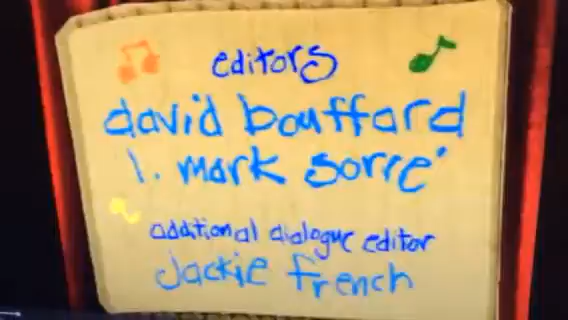 editors
david bouffard
l. mark sorre'
additional dialogue editor
jackie french